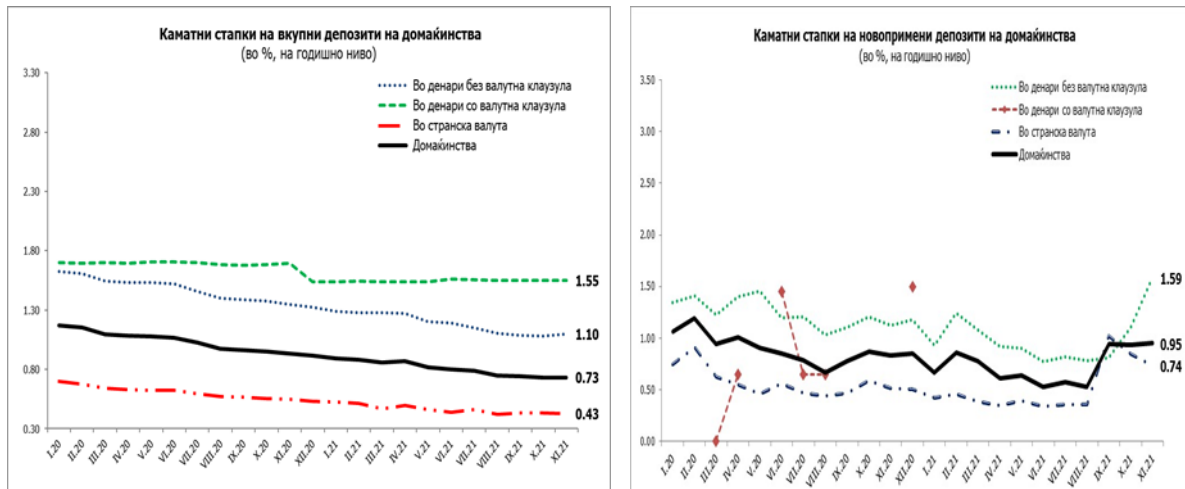 Каматни стапки на вкупни депозити на домаќинства
(во %, на годишно ниво)
3.30
2.80
2.30
1.80
1.30
0.80
0.30
Во денари без валутна клаузула
Во денари со валутна клаузула
Во странска валута
Домаќинства
1.55
1.10
0.73
0.43
I.20
II.20
III.20
IV.20
V.20
VI.20
VII.20
VIII.20
IX.20
X.20
XI.20
XII.20
I.21
II.21
III.21
IV.21
V.21
VI.21
VII.21
VIII.21
IX.21
X.21
XI.21
Каматни стапки на новопримени депозити на домаќинства
(во %, на годишно ниво)
3.50
3.00
2.50
2.00
1.50
1.00
0.50
0.00
Во денари без валутна клаузула
Во денари со валутна клаузула
Во странска валута
Домаќинства
1.59
0.95
0.74
I.20
II.20
III.20
IV.20
V.20
VI.20
VII.20
VIII.20
IX.20
X.20
XI.20
XII.20
I.21
II.21
III.21
IV.21
V.21
VI.21
VII.21
VIII.21
IX.21
X.21
XI.21